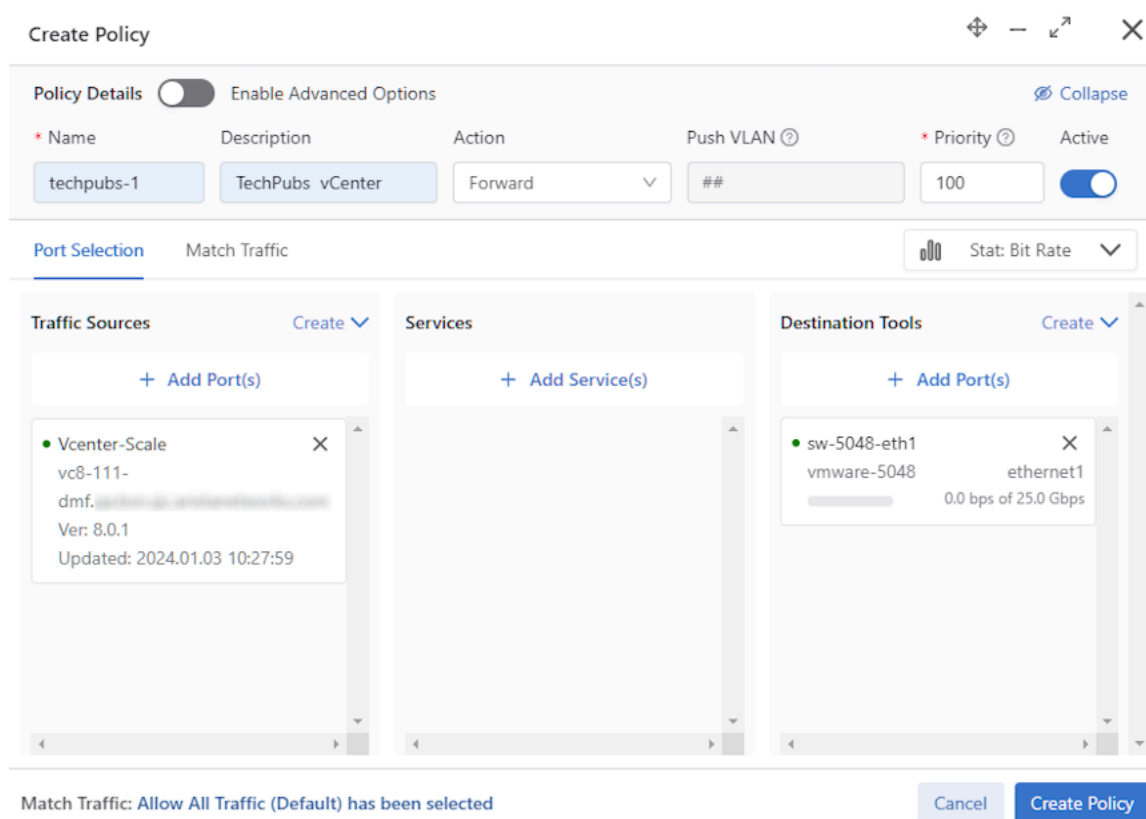 Create Policy
Policy Details Enable Advanced Options Collapse
* Name Description Action Push VLAN * Priority Active
techpubs-1 TechPubs vCenter Forward ## 100
Port Selection Match Traffic Stat: Bit Rate
Traffic Sources Create Services Destination Tools Create
+ Add Port(s) + Add Service(s) + Add Port(s)
Vcenter-Scale
vc8-111-
dmf.
Ver: 8.0.1
Updated: 2024.01.03 10:27:59
sw-5048-eth1
vmware-5048 ethernet1
0.0 bps of 25.0 Gbps
Match Traffic: Allow All Traffic (Default) has been selected Cancel Create Policy